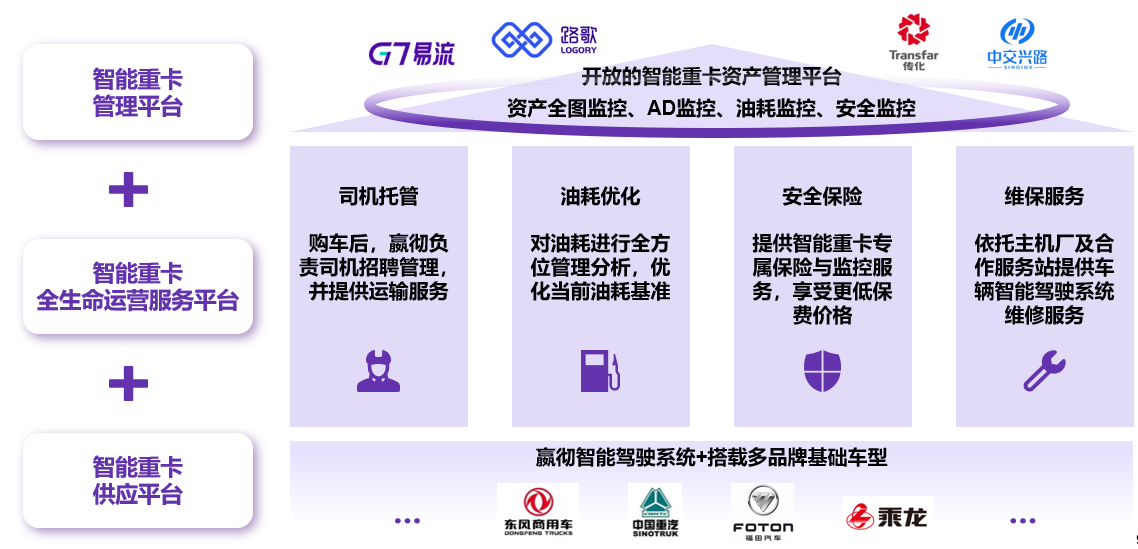 G7易流
路歌
LOGORY
Transfar
传化
中交兴路
SINOIOV
智能重卡
管理平台
开放的智能重卡资产管理平台
资产全图监控、AD监控、油耗监控、安全监控
智能重卡
全生命运营服务平台
司机托管
购车后，嬴彻负
责司机招聘管理，
并提供运输服务
油耗优化
对油耗进行全方
位管理分析，优
化当前油耗基准
安全保险
提供智能重卡专
属保险与监控服
务，享受更低保
费价格
维保服务
依托主机厂及合
作服务站提供车
辆智能驾驶系统
维修服务
智能重卡
供应平台
嬴彻智能驾驶系统+搭载多品牌基础车型
...
东风商用车
DONGFENG TRUCKS
CNHTC
中国重汽
SINOTRUK
FOTON
福田汽车
乘龙
...